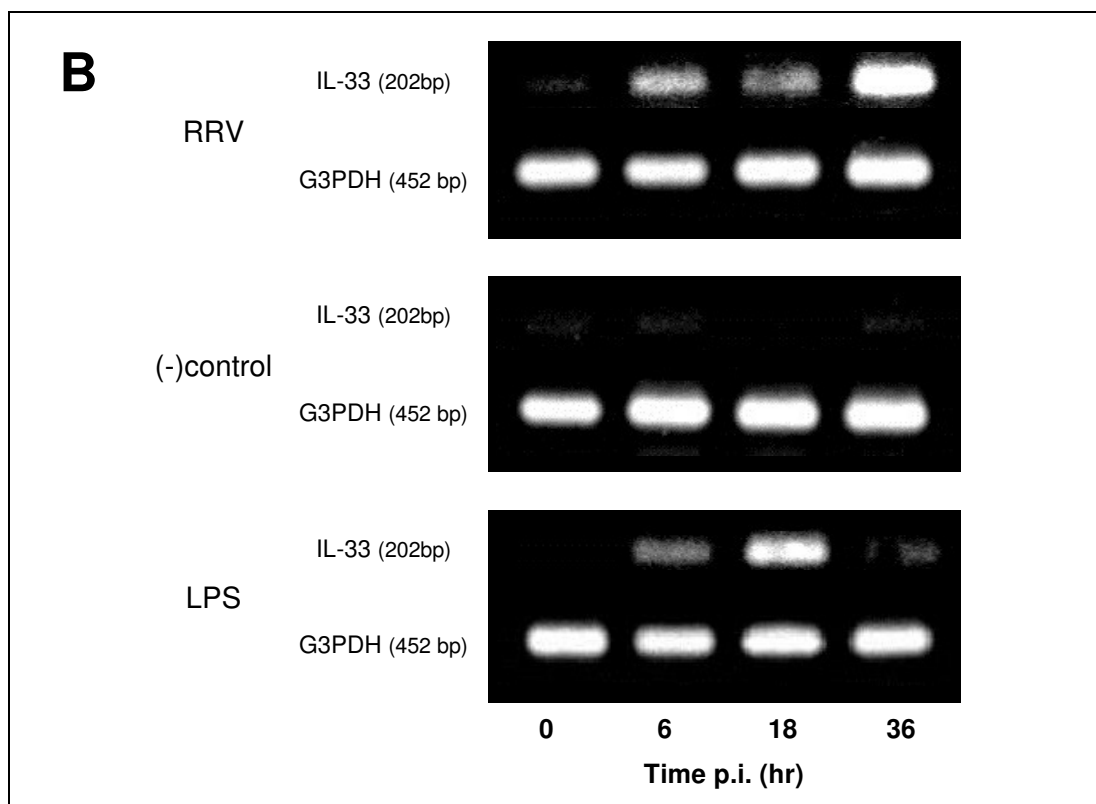 B
IL-33 (202bp)
RRV
G3PDH (452 bp)
IL-33 (202bp)
(-)control
G3PDH (452 bp)
IL-33 (202bp)
LPS
G3PDH (452 bp)
0 6 18 36
Time p.i. (hr)